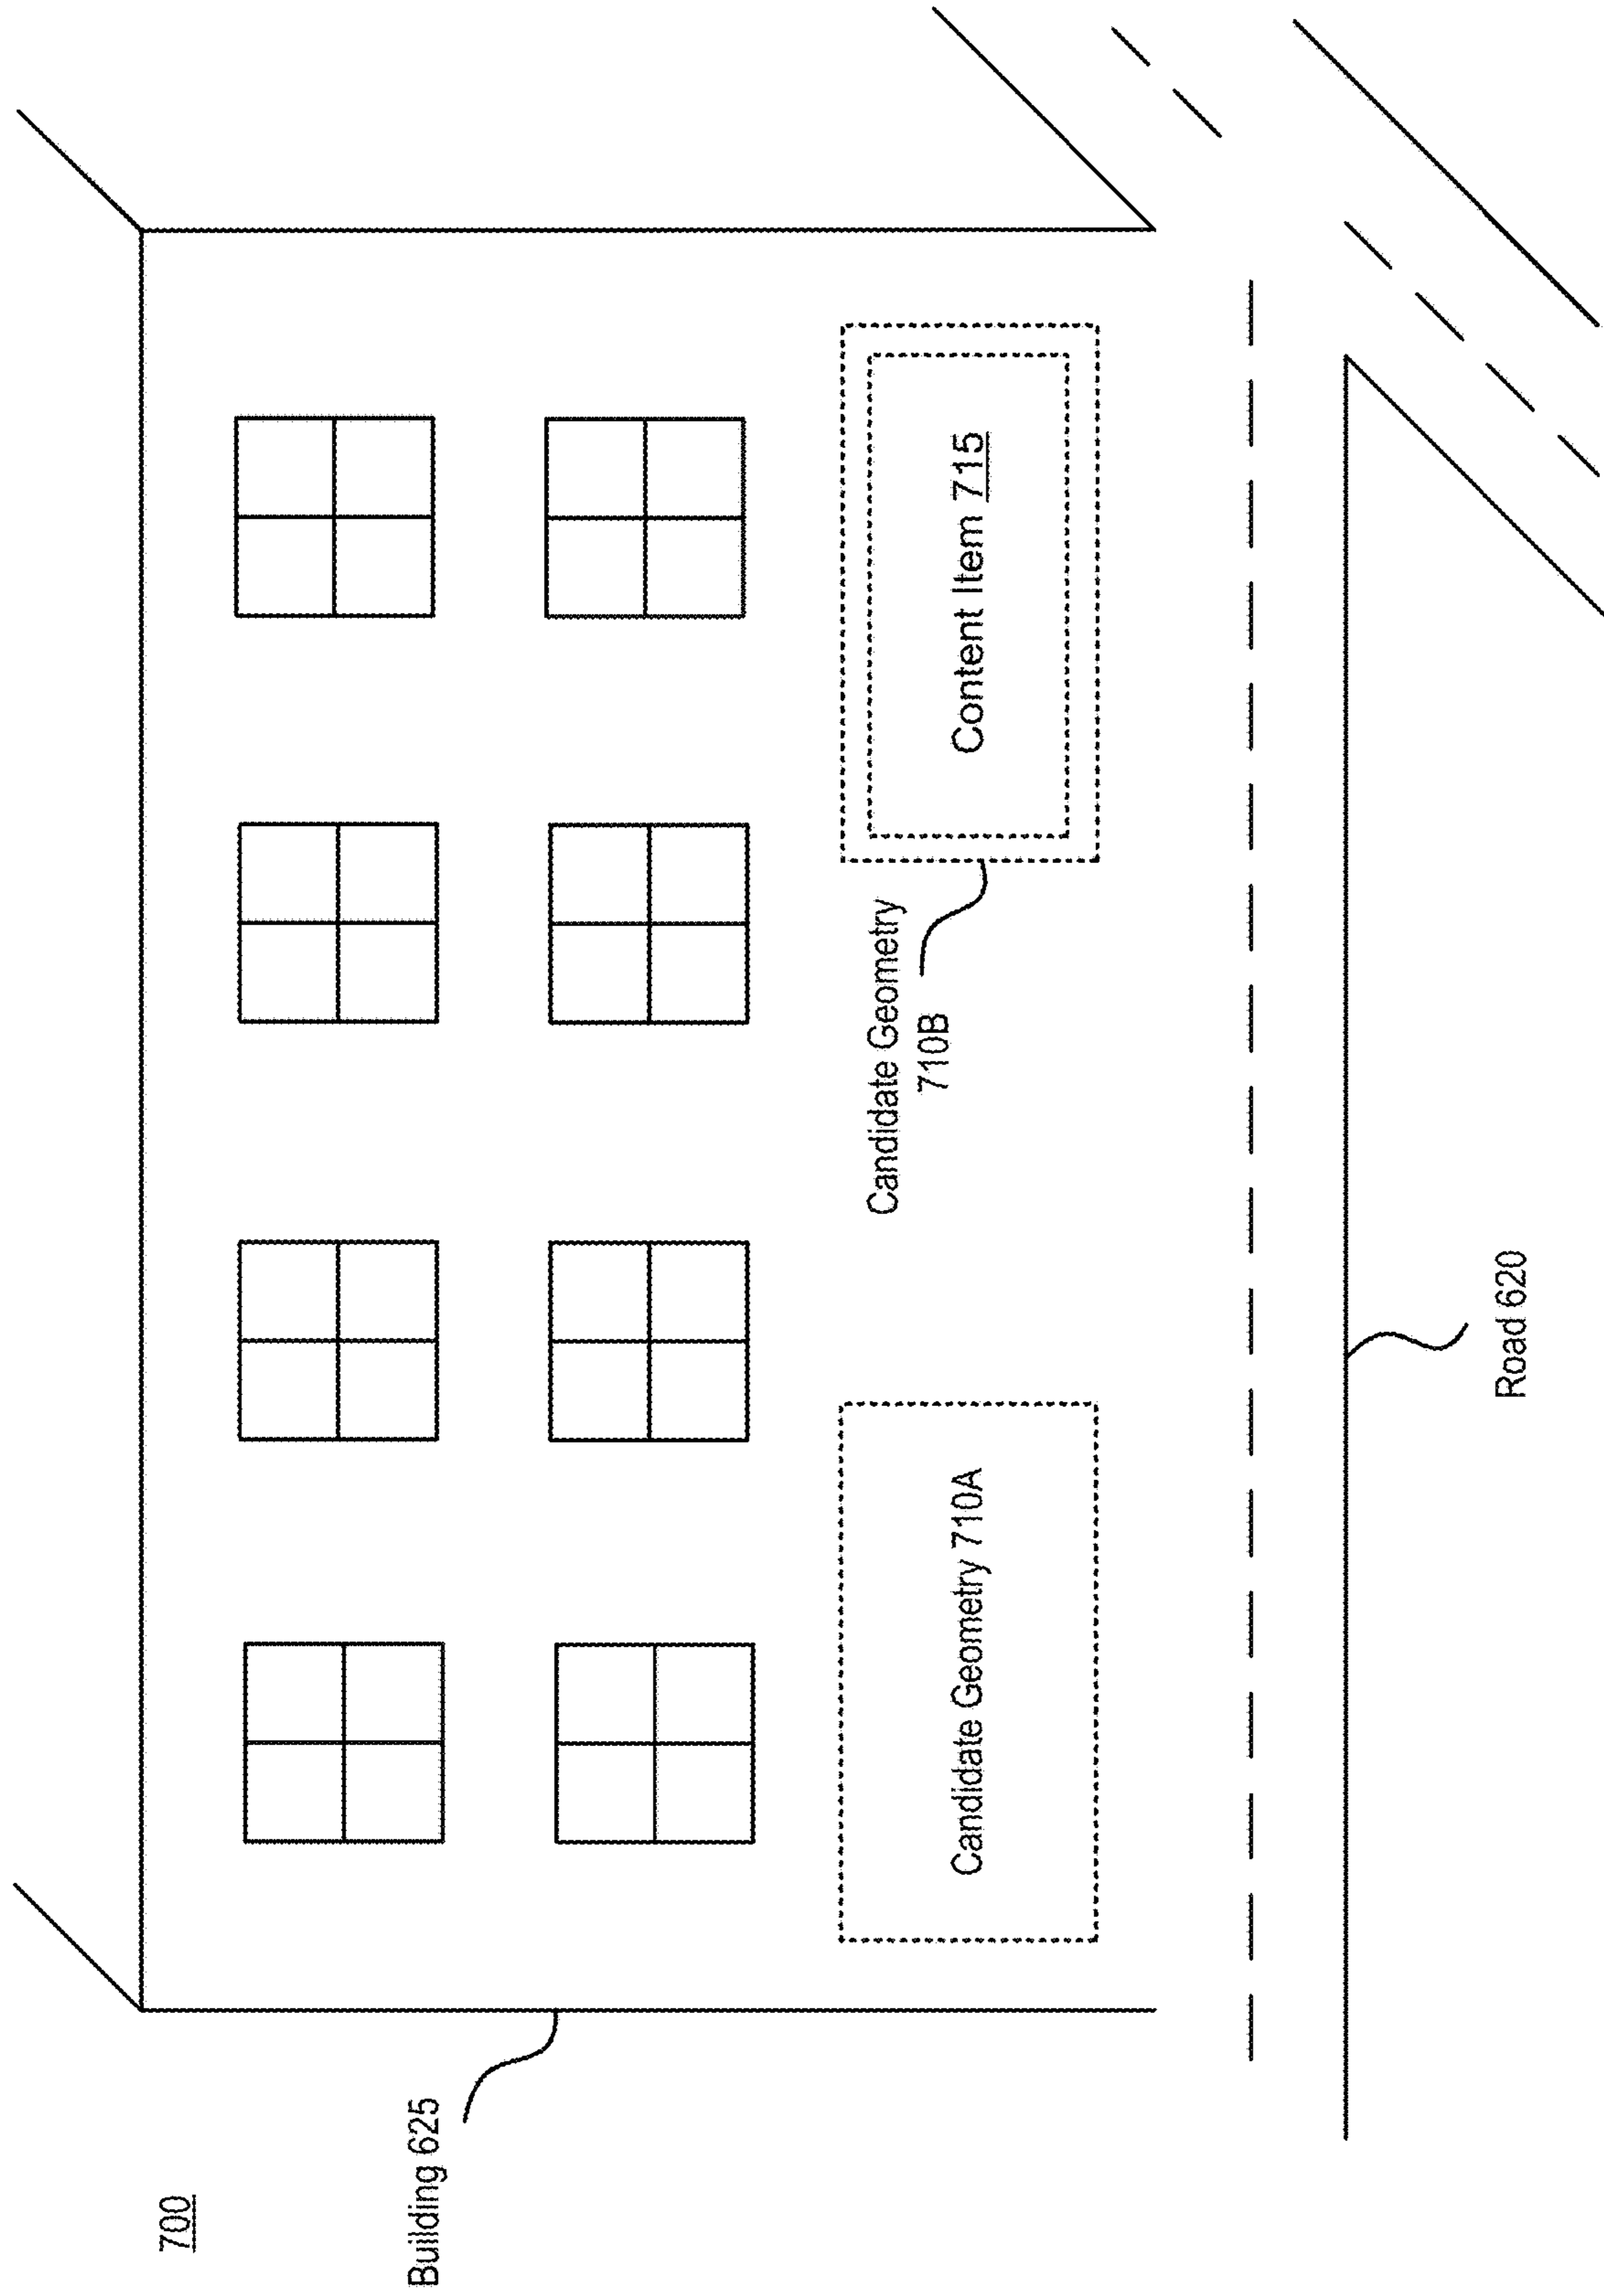 700
Building 625
Candidate Geometry 710A
Candidate Geometry
710B
Content Item 715
Road 620